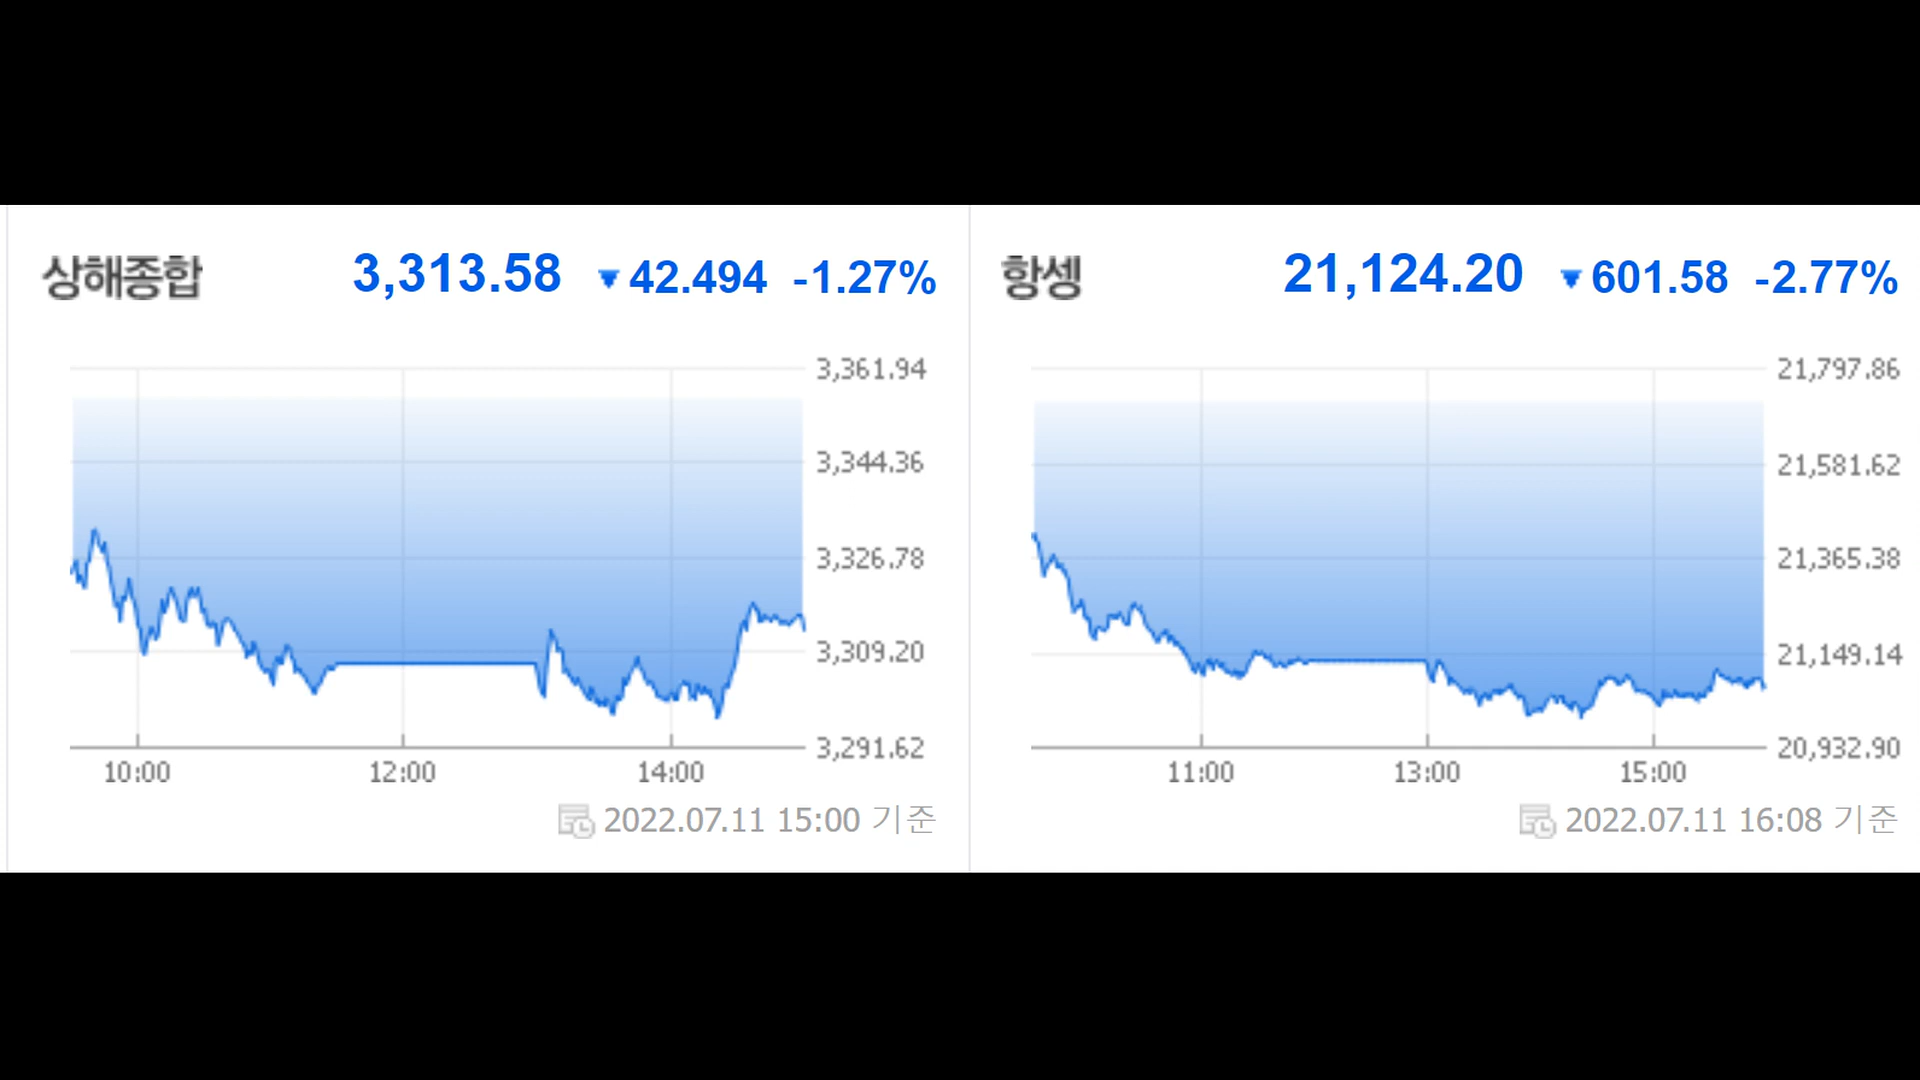 상해종합 3,313.58 ▼ 42.494 -1.27%
3,361.94
3,344.36
3,326.78
3,309.20
3,291.62
10:00 12:00 14:00
2022.07.11 15:00 기준
항셍 21,124.20 ▼ 601.58 -2.77%
21,797.86
21,581.62
21,365.38
21,149.14
20,932.90
11:00 13:00 15:00
2022.07.11 16:08 기준